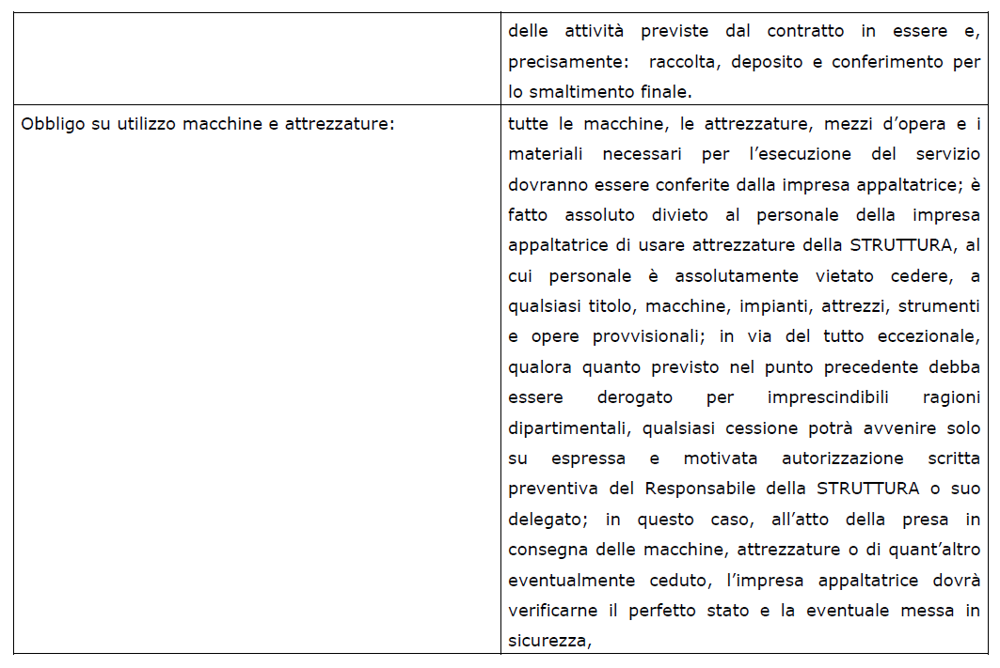 delle attività previste dal contratto in essere e,
precisamente: raccolta, deposito e conferimento per
lo smaltimento finale.
Obbligo su utilizzo macchine e attrezzature:
tutte le macchine, le attrezzature, mezzi d’opera e i
materiali necessari per l’esecuzione del servizio
dovranno essere conferite dalla impresa appaltatrice; è
fatto assoluto divieto al personale della impresa
appaltatrice di usare attrezzature della STRUTTURA, al
cui personale è assolutamente vietato cedere, a
qualsiasi titolo, macchine, impianti, attrezzi, strumenti
e opere provvisionali; in via del tutto eccezionale,
qualora quanto previsto nel punto precedente debba
essere derogato per imprescindibili ragioni
dipartimentali, qualsiasi cessione potrà avvenire solo
su espressa e motivata autorizzazione scritta
preventiva del Responsabile della STRUTTURA o suo
delegato; in questo caso, all’atto della presa in
consegna delle macchine, attrezzature o di quant’altro
eventualmente ceduto, l’impresa appaltatrice dovrà
verificarne il perfetto stato e la eventuale messa in
sicurezza,